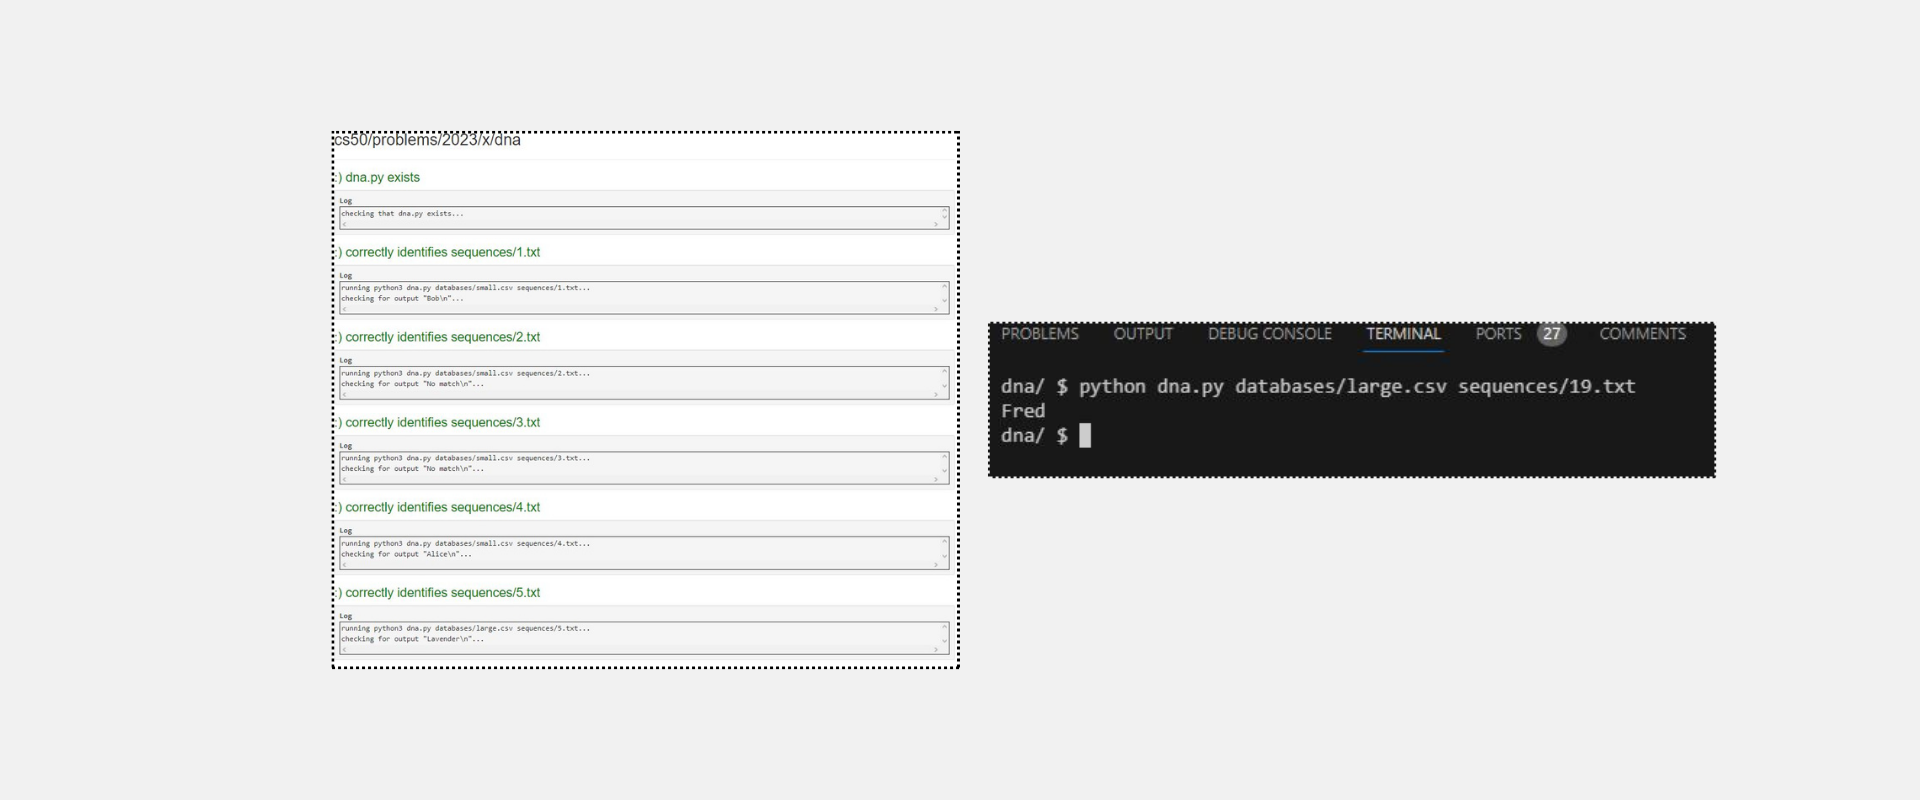 cs50/problems/2023/x/dna
:) dna.py exists
Log
checking that dna.py exists...
:) correctly identifies sequences/1.txt
Log
running python3 dna.py databases/small.csv sequences/1.txt...
checking for output "Bob\n"...
:) correctly identifies sequences/2.txt
Log
running python3 dna.py databases/small.csv sequences/2.txt...
checking for output "No match\n"...
:) correctly identifies sequences/3.txt
Log
running python3 dna.py databases/small.csv sequences/3.txt...
checking for output "No match\n"...
:) correctly identifies sequences/4.txt
Log
running python3 dna.py databases/small.csv sequences/4.txt...
checking for output "Alice\n"...
:) correctly identifies sequences/5.txt
Log
running python3 dna.py databases/large.csv sequences/5.txt...
checking for output "Lavender\n"...
PROBLEMS OUTPUT DEBUG CONSOLE TERMINAL PORTS 27 COMMENTS
dna/ $ python dna.py databases/large.csv sequences/19.txt
Fred
dna/ $